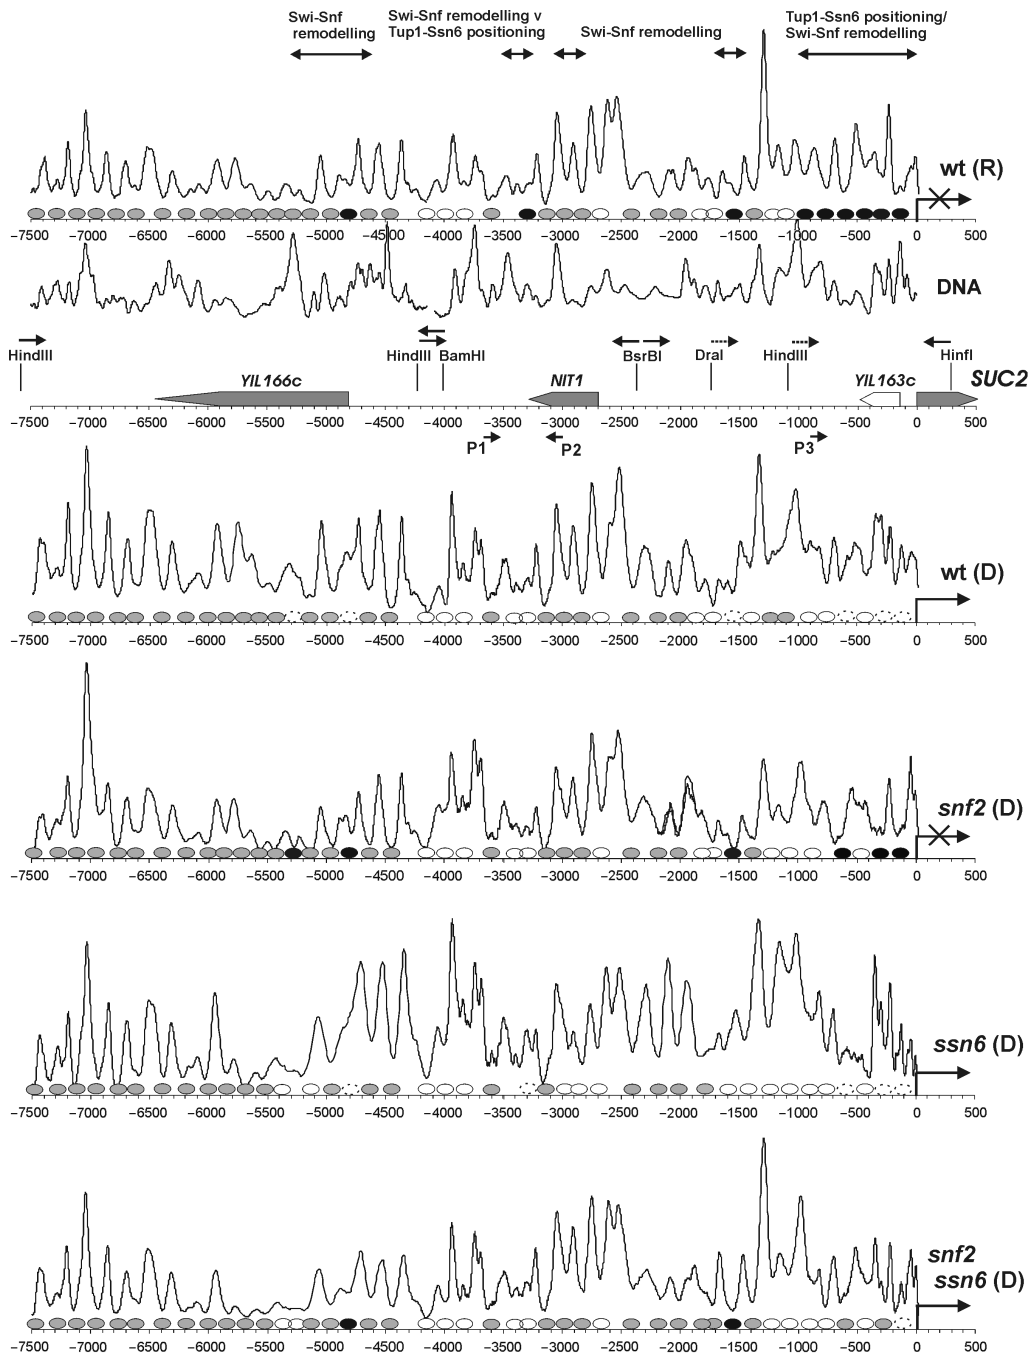 Swi-Snf
remodelling
Swi-Snf remodelling v
Tup1-Ssn6 positioning
Swi-Snf remodelling
Tup1-Ssn6 positioning/
Swi-Snf remodelling
wt (R)
−7500 −7000 −6500 −6000 −5500 −5000 −4500 −4000 −3500 −3000 −2500 −2000 −1500 −1000 −500 0 500
DNA
HindIII HindIII BamHI BsrBI DraI HindIII HinfI
YIL166c NIT1 YIL163c SUC2
−7500 −7000 −6500 −6000 −5500 −5000 −4500 −4000 −3500 −3000 −2500 −2000 −1500 −1000 −500 0 500
P1 P2 P3
wt (D)
−7500 −7000 −6500 −6000 −5500 −5000 −4500 −4000 −3500 −3000 −2500 −2000 −1500 −1000 −500 0 500
snf2 (D)
−7500 −7000 −6500 −6000 −5500 −5000 −4500 −4000 −3500 −3000 −2500 −2000 −1500 −1000 −500 0 500
ssn6 (D)
−7500 −7000 −6500 −6000 −5500 −5000 −4500 −4000 −3500 −3000 −2500 −2000 −1500 −1000 −500 0 500
snf2
ssn6 (D)
−7500 −7000 −6500 −6000 −5500 −5000 −4500 −4000 −3500 −3000 −2500 −2000 −1500 −1000 −500 0 500